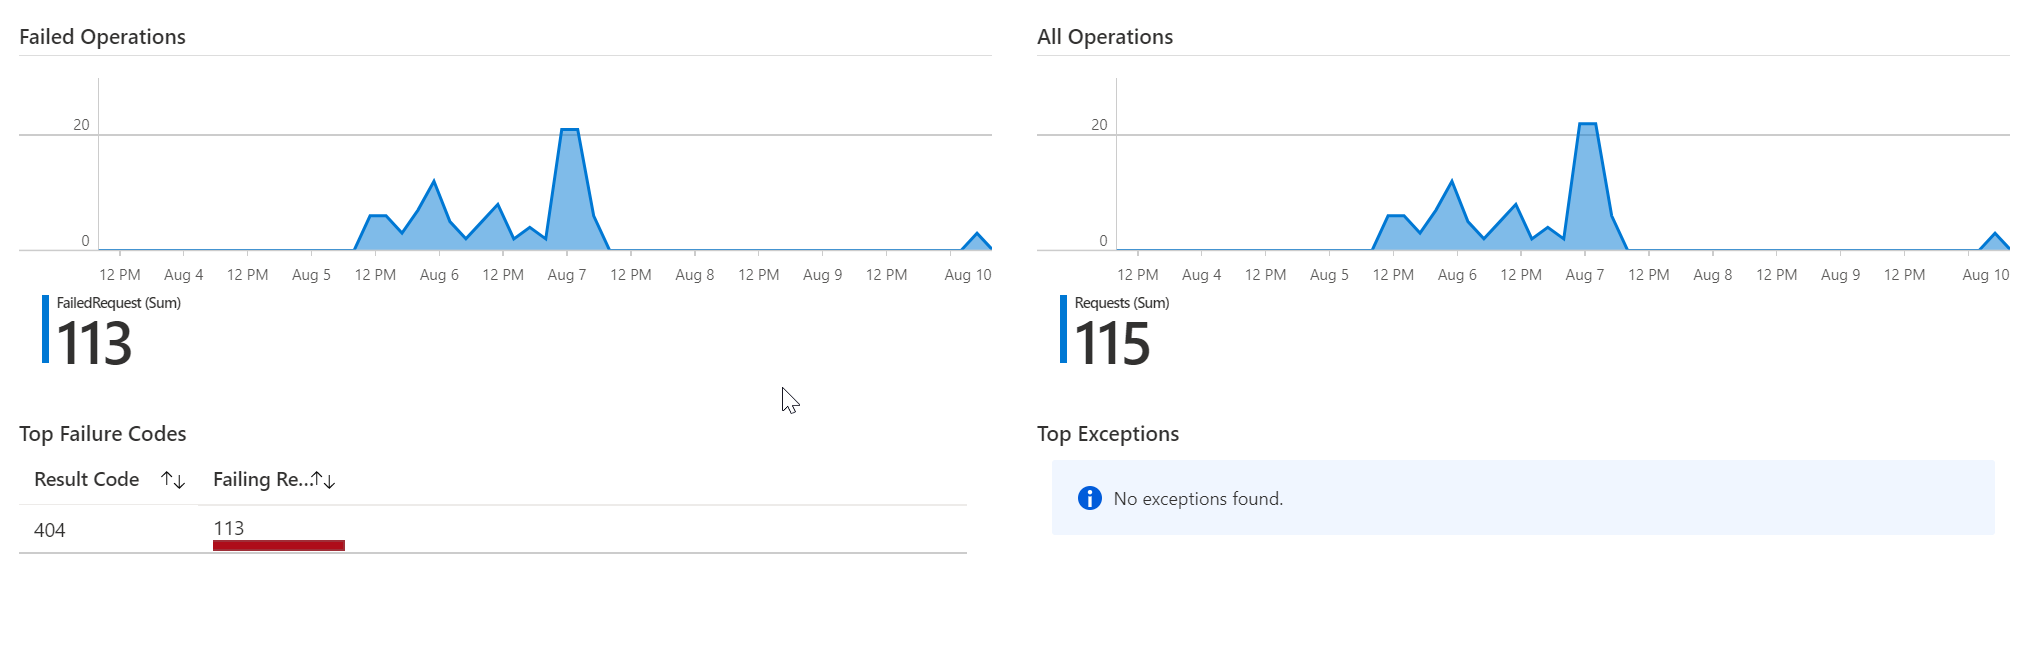 Failed Operations
20
0
12 PM Aug 4 12 PM Aug 5 12 PM Aug 6 12 PM Aug 7 12 PM Aug 8 12 PM Aug 9 12 PM Aug 10
FailedRequest (Sum)
113
All Operations
20
0
12 PM Aug 4 12 PM Aug 5 12 PM Aug 6 12 PM Aug 7 12 PM Aug 8 12 PM Aug 9 12 PM Aug 10
Requests (Sum)
115
Top Failure Codes
Result Code ↑↓ Failing Re...↑↓
404 113
Top Exceptions
No exceptions found.